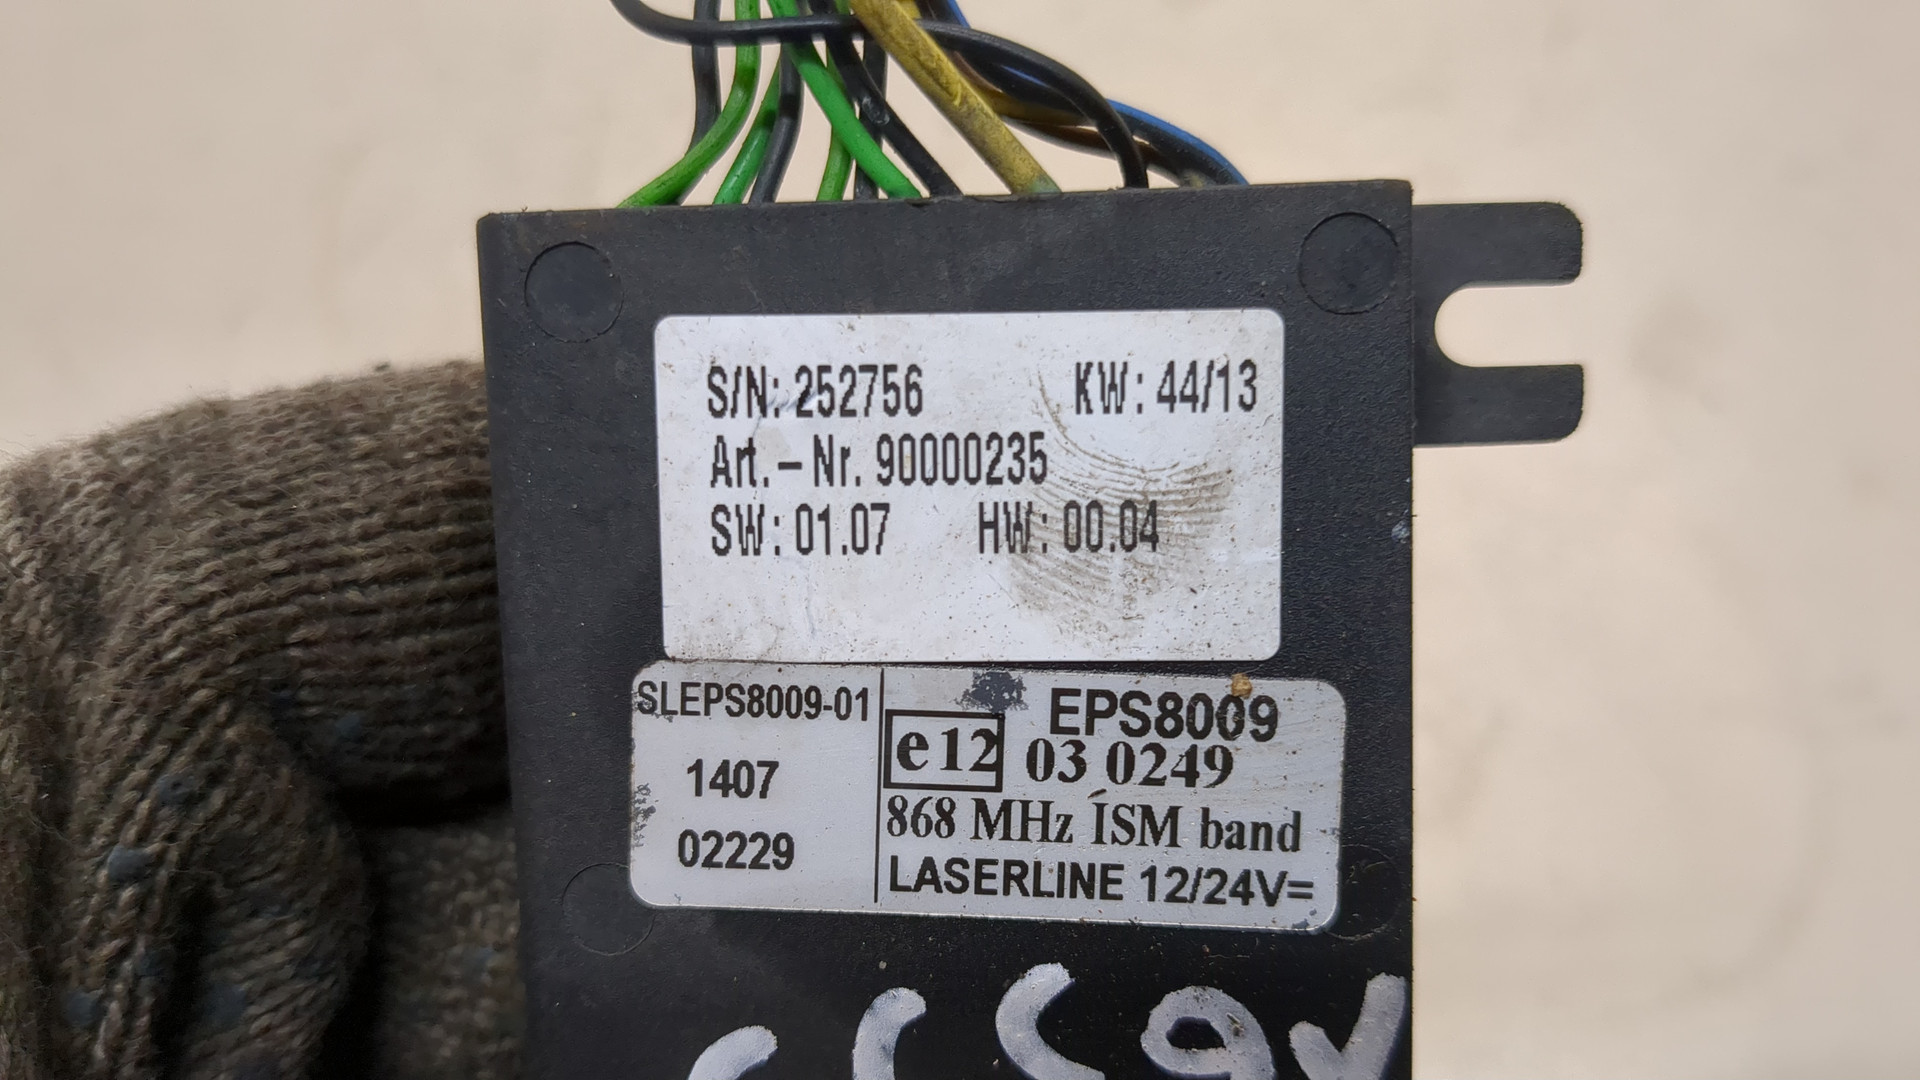 S/N: 252756 KW: 44/13
Art.-Nr. 90000235
SW: 01.07 HW: 00.04
SLEPS8009-01
1407
02229
EPS8009
e12 03 0249
868 MHz ISM band
LASERLINE 12/24V=